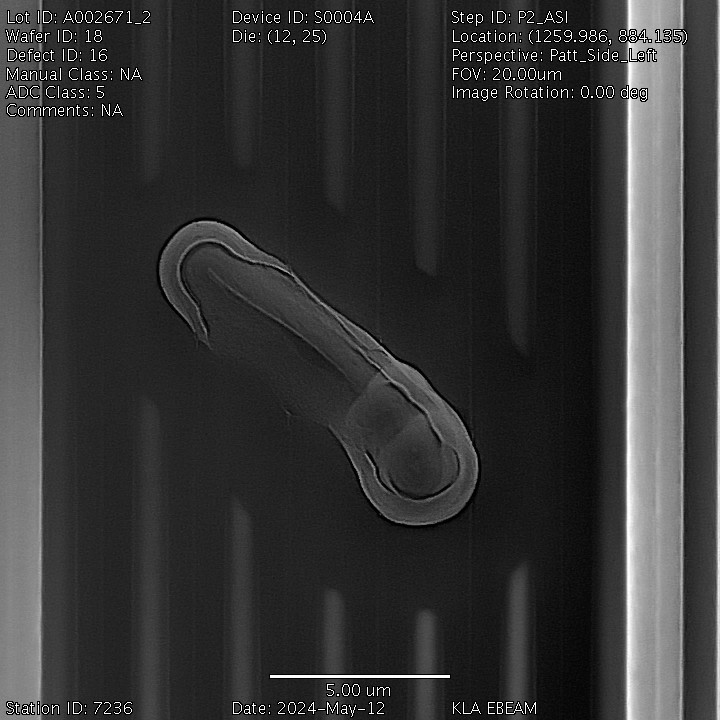 Lot ID: A002671_2
Wafer ID: 18
Defect ID: 16
Manual Class: NA
ADC Class: 5
Comments: NA
Device ID: S0004A
Die: (12, 25)
Step ID: P2_ASI
Location: (1259.986, 884.135)
Perspective: Patt_Side_Left
FOV: 20.00um
Image Rotation: 0.00 deg
5.00 um
Station ID: 7236
Date: 2024-May-12
KLA EBEAM